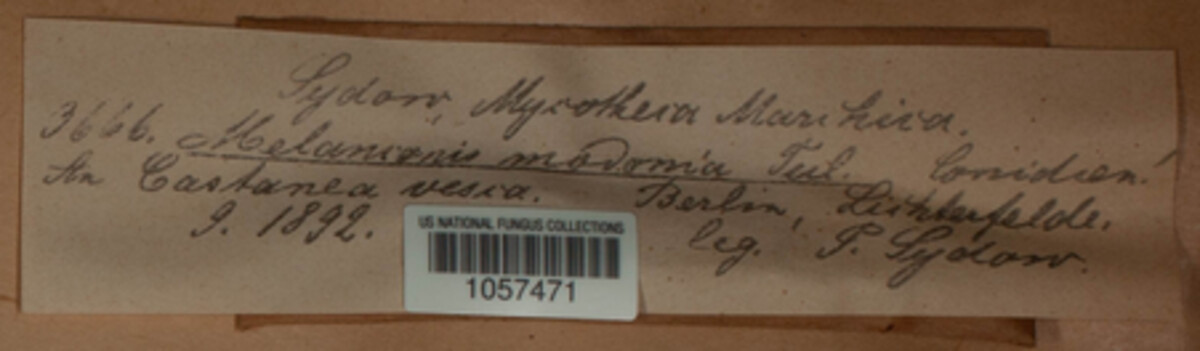 Sydow, Mycotheca Marchica.
3666. Melanconis modonia Tul. Conidien!
An Castanea vesca. Berlin, Lichterfelde.
9. 1892. leg. P. Sydow.
US NATIONAL FUNGUS COLLECTIONS
1057471